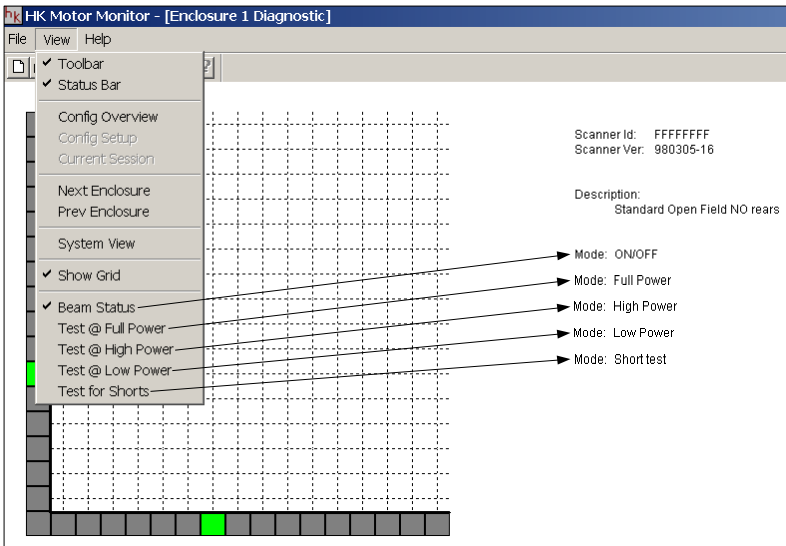 hk HK Motor Monitor - [Enclosure 1 Diagnostic]
File View Help
Toolbar
Status Bar
Config Overview
Config Setup
Current Session
Next Enclosure
Prev Enclosure
System View
Show Grid
Beam Status
Test @ Full Power
Test @ High Power
Test @ Low Power
Test for Shorts
Scanner Id: FFFFFFFF
Scanner Ver: 980305-16
Description:
Standard Open Field NO rears
Mode: ON/OFF
Mode: Full Power
Mode: High Power
Mode: Low Power
Mode: Short test